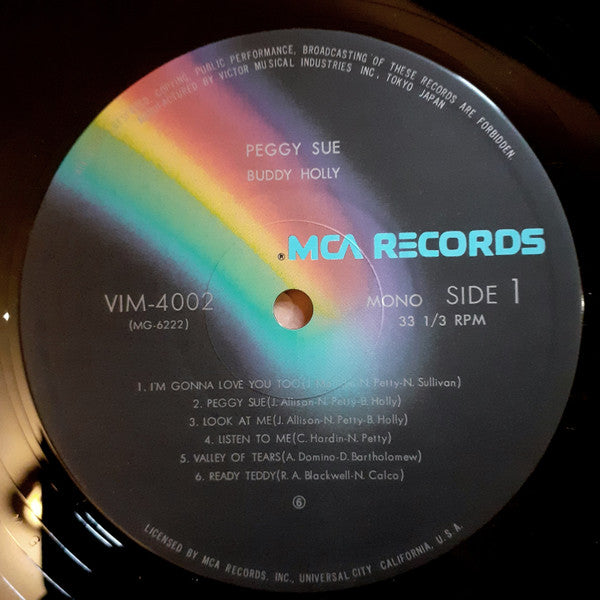 COPYING, PUBLIC PERFORMANCE, BROADCASTING OF THESE RECORDS ARE FORBIDDEN.
MANUFACTURED BY VICTOR MUSICAL INDUSTRIES INC. TOKYO JAPAN
PEGGY SUE
BUDDY HOLLY
® MCA RECORDS
VIM-4002
(MG-6222)
MONO SIDE 1
33 1/3 RPM
1. I'M GONNA LOVE YOU TOO(J. N. Petty-N. Sullivan)
2. PEGGY SUE(J. Allison-N. Petty-B. Holly)
3. LOOK AT ME(J. Allison-N. Petty-B. Holly)
4. LISTEN TO ME(C. Hardin-N. Petty)
5. VALLEY OF TEARS(A. Domino-D. Bartholomew)
6. READY TEDDY(R. A. Blackwell-N. Calco)
⑥
LICENSED BY MCA RECORDS. INC., UNIVERSAL CITY, CALIFORNIA, U.S.A.